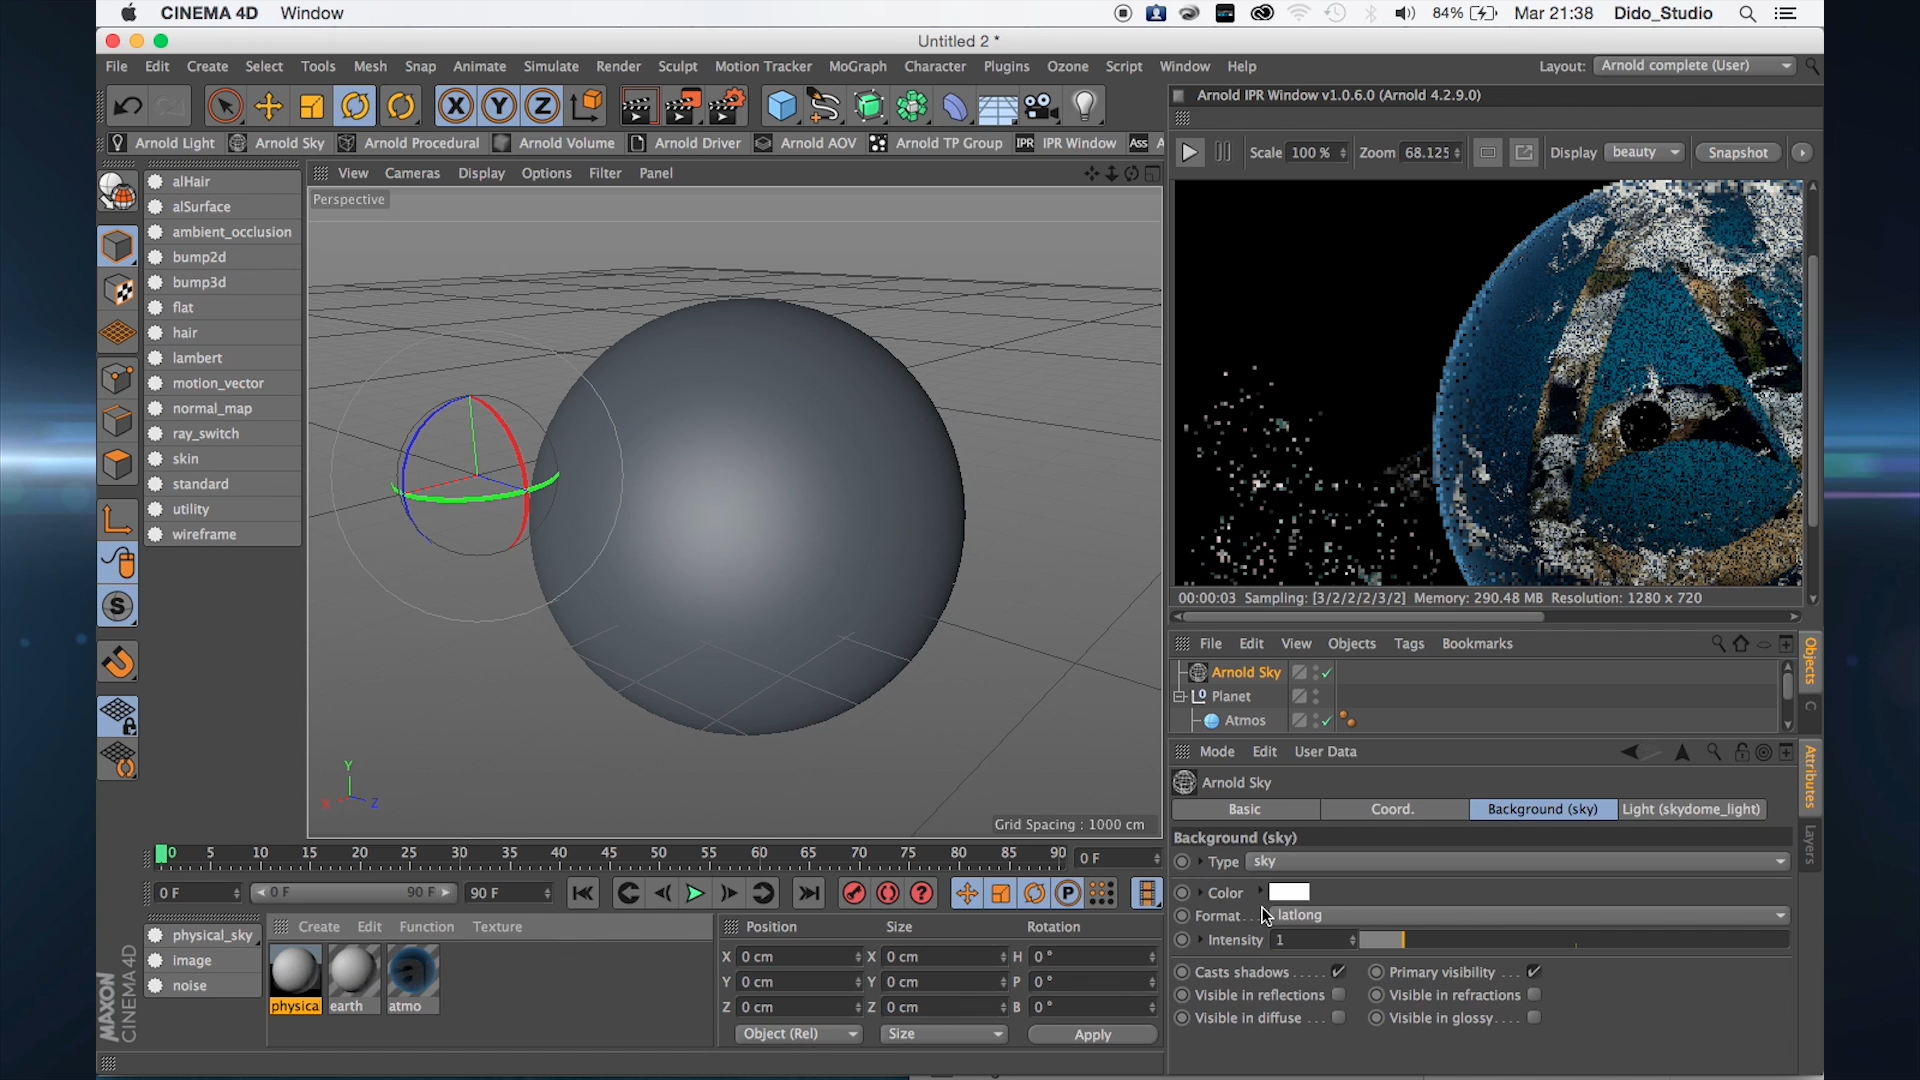 CINEMA 4D Window 84% Mar 21:38 Dido_Studio
Untitled 2 *
File Edit Create Select Tools Mesh Snap Animate Simulate Render Sculpt Motion Tracker MoGraph Character Plugins Ozone Script Window Help Layout: Arnold complete (User)
Arnold IPR Window v1.0.6.0 (Arnold 4.2.9.0)
X Y Z
Arnold Light Arnold Sky Arnold Procedural Arnold Volume Arnold Driver Arnold AOV Arnold TP Group IPR IPR Window Ass A
Scale 100 % Zoom 68.125 Display beauty Snapshot
View Cameras Display Options Filter Panel
Perspective
alHair
alSurface
ambient_occlusion
bump2d
bump3d
flat
hair
lambert
motion_vector
normal_map
ray_switch
skin
standard
utility
wireframe
S
Y
X Z
Grid Spacing : 1000 cm
00:00:03 Sampling: [3/2/2/2/3/2] Memory: 290.48 MB Resolution: 1280 x 720
File Edit View Objects Tags Bookmarks
Arnold Sky
Planet
Atmos
Objects
C
Mode Edit User Data
Arnold Sky
Basic Coord. Background (sky) Light (skydome_light)
Attributes
Layers
Background (sky)
Type sky
Color
Format . . . latlong
Intensity 1
Casts shadows . . . . . Primary visibility . . .
Visible in reflections Visible in refractions
Visible in diffuse . . . Visible in glossy. . . .
0 5 10 15 20 25 30 35 40 45 50 55 60 65 70 75 80 85 90 0 F
0 F 0 F 90 F 90 F P
physical_sky
image
noise
Create Edit Function Texture
physica earth atmo
Position Size Rotation
X 0 cm X 0 cm H 0 °
Y 0 cm Y 0 cm P 0 °
Z 0 cm Z 0 cm B 0 °
Object (Rel) Size Apply
MAXON
CINEMA 4D